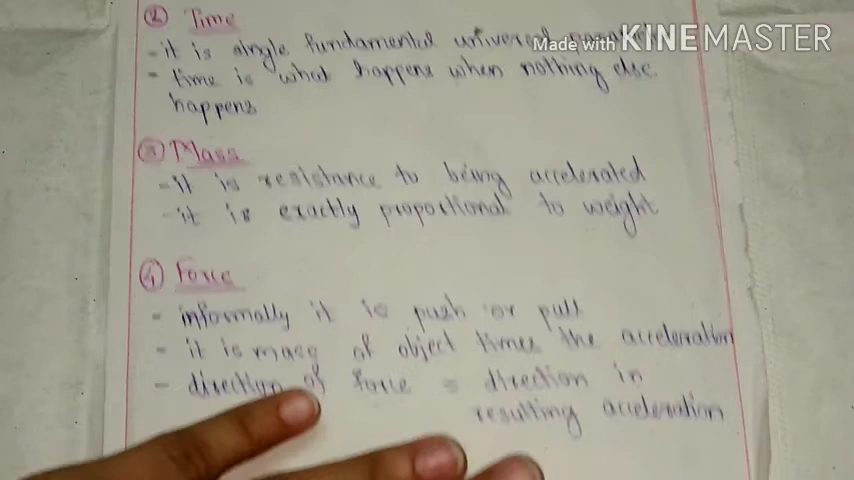 ② Time
- it is single fundamental universal
Made with KINEMASTER
- time is what happens when nothing else
happens
③ Mass
- it is resistance to being accelerated
- it is exactly proportional to weight
④ Force
- informally it is push or pull
- it is mass of object times the acceleration
- direction of force = direction in
resulting acceleration